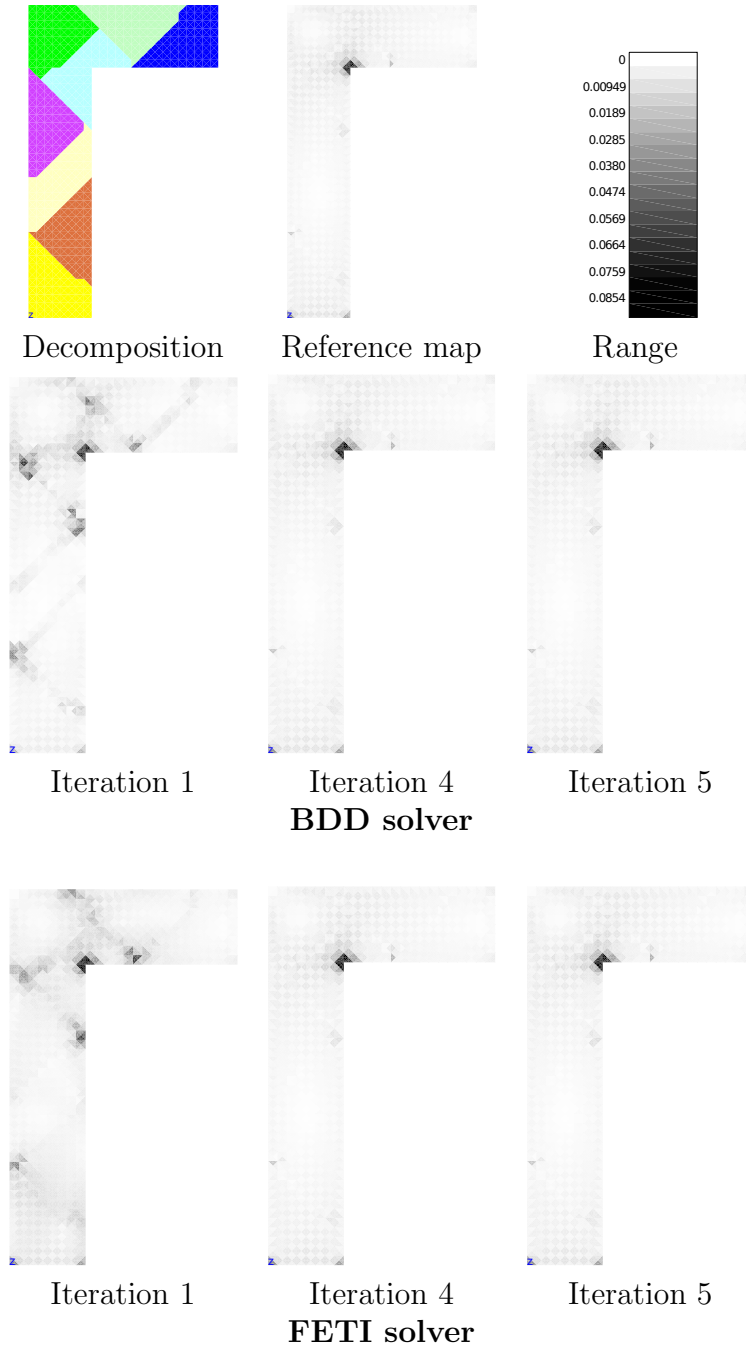 0
0.00949
0.0189
0.0285
0.0380
0.0474
0.0569
0.0664
0.0759
0.0854
z
z
Decomposition Reference map Range
z
z
z
Iteration 1 Iteration 4 Iteration 5
BDD solver
z
z
z
Iteration 1 Iteration 4 Iteration 5
FETI solver